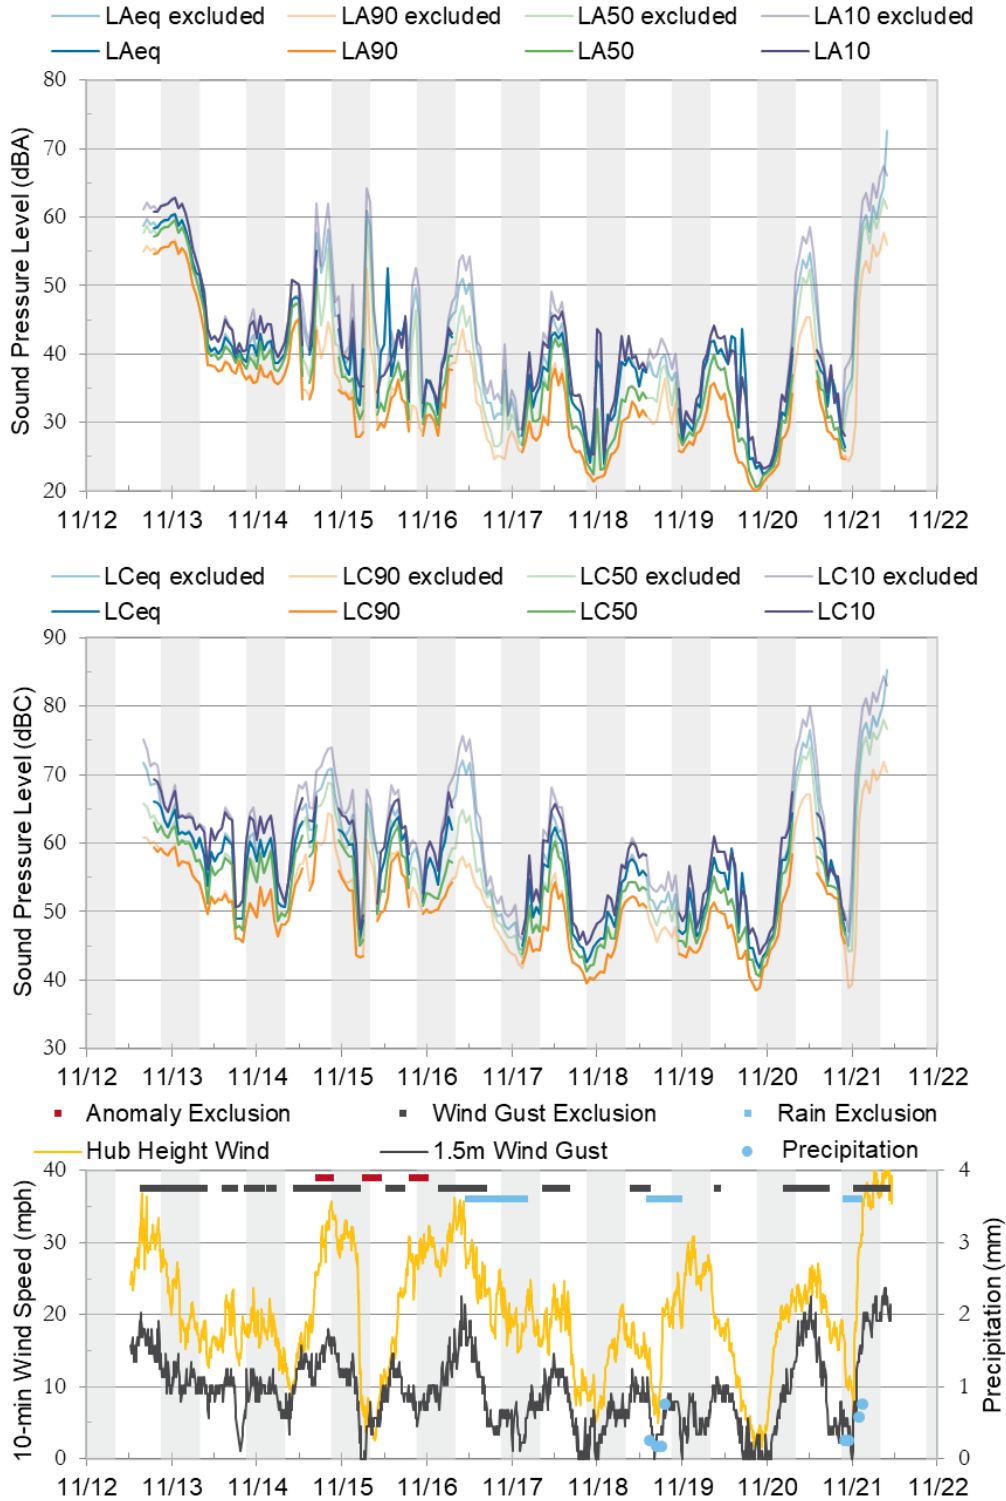 LAeq excluded LA90 excluded LA50 excluded LA10 excluded
LAeq LA90 LA50 LA10
Sound Pressure Level (dBA)
80
70
60
50
40
30
20
11/12 11/13 11/14 11/15 11/16 11/17 11/18 11/19 11/20 11/21 11/22
LCeq excluded LC90 excluded LC50 excluded LC10 excluded
LCeq LC90 LC50 LC10
Sound Pressure Level (dBC)
90
80
70
60
50
40
30
11/12 11/13 11/14 11/15 11/16 11/17 11/18 11/19 11/20 11/21 11/22
Anomaly Exclusion Wind Gust Exclusion Rain Exclusion
Hub Height Wind 1.5m Wind Gust Precipitation
10-min Wind Speed (mph)
40 4
30 3
20 2
10 1
0 0
Precipitation (mm)
11/12 11/13 11/14 11/15 11/16 11/17 11/18 11/19 11/20 11/21 11/22